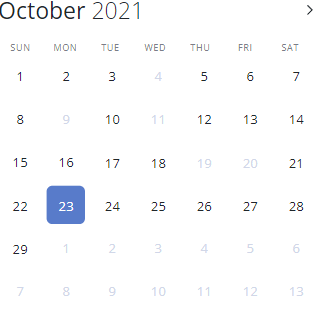 October 2021
SUN MON TUE WED THU FRI SAT
1 2 3 4 5 6 7
8 9 10 11 12 13 14
15 16 17 18 19 20 21
22 23 24 25 26 27 28
29 1 2 3 4 5 6
7 8 9 10 11 12 13